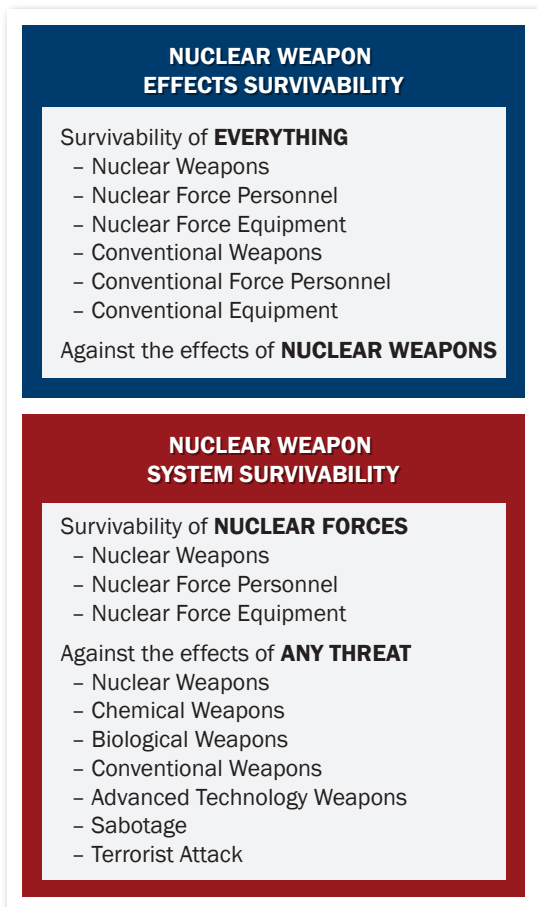 NUCLEAR WEAPON
EFFECTS SURVIVABILITY
Survivability of EVERYTHING
– Nuclear Weapons
– Nuclear Force Personnel
– Nuclear Force Equipment
– Conventional Weapons
– Conventional Force Personnel
– Conventional Equipment
Against the effects of NUCLEAR WEAPONS
NUCLEAR WEAPON
SYSTEM SURVIVABILITY
Survivability of NUCLEAR FORCES
– Nuclear Weapons
– Nuclear Force Personnel
– Nuclear Force Equipment
Against the effects of ANY THREAT
– Nuclear Weapons
– Chemical Weapons
– Biological Weapons
– Conventional Weapons
– Advanced Technology Weapons
– Sabotage
– Terrorist Attack